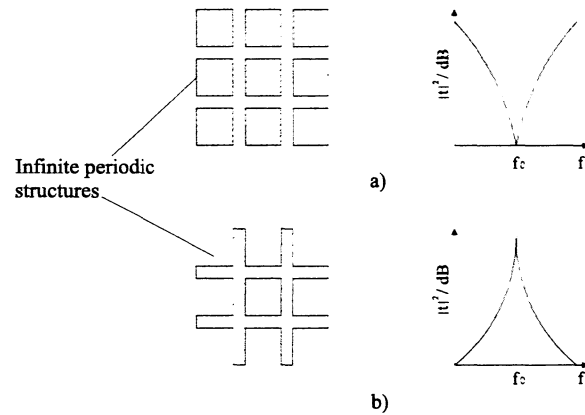 |t|²/ dB
fc
f
a)
Infinite periodic
structures
|t|²/ dB
fc
f
b)